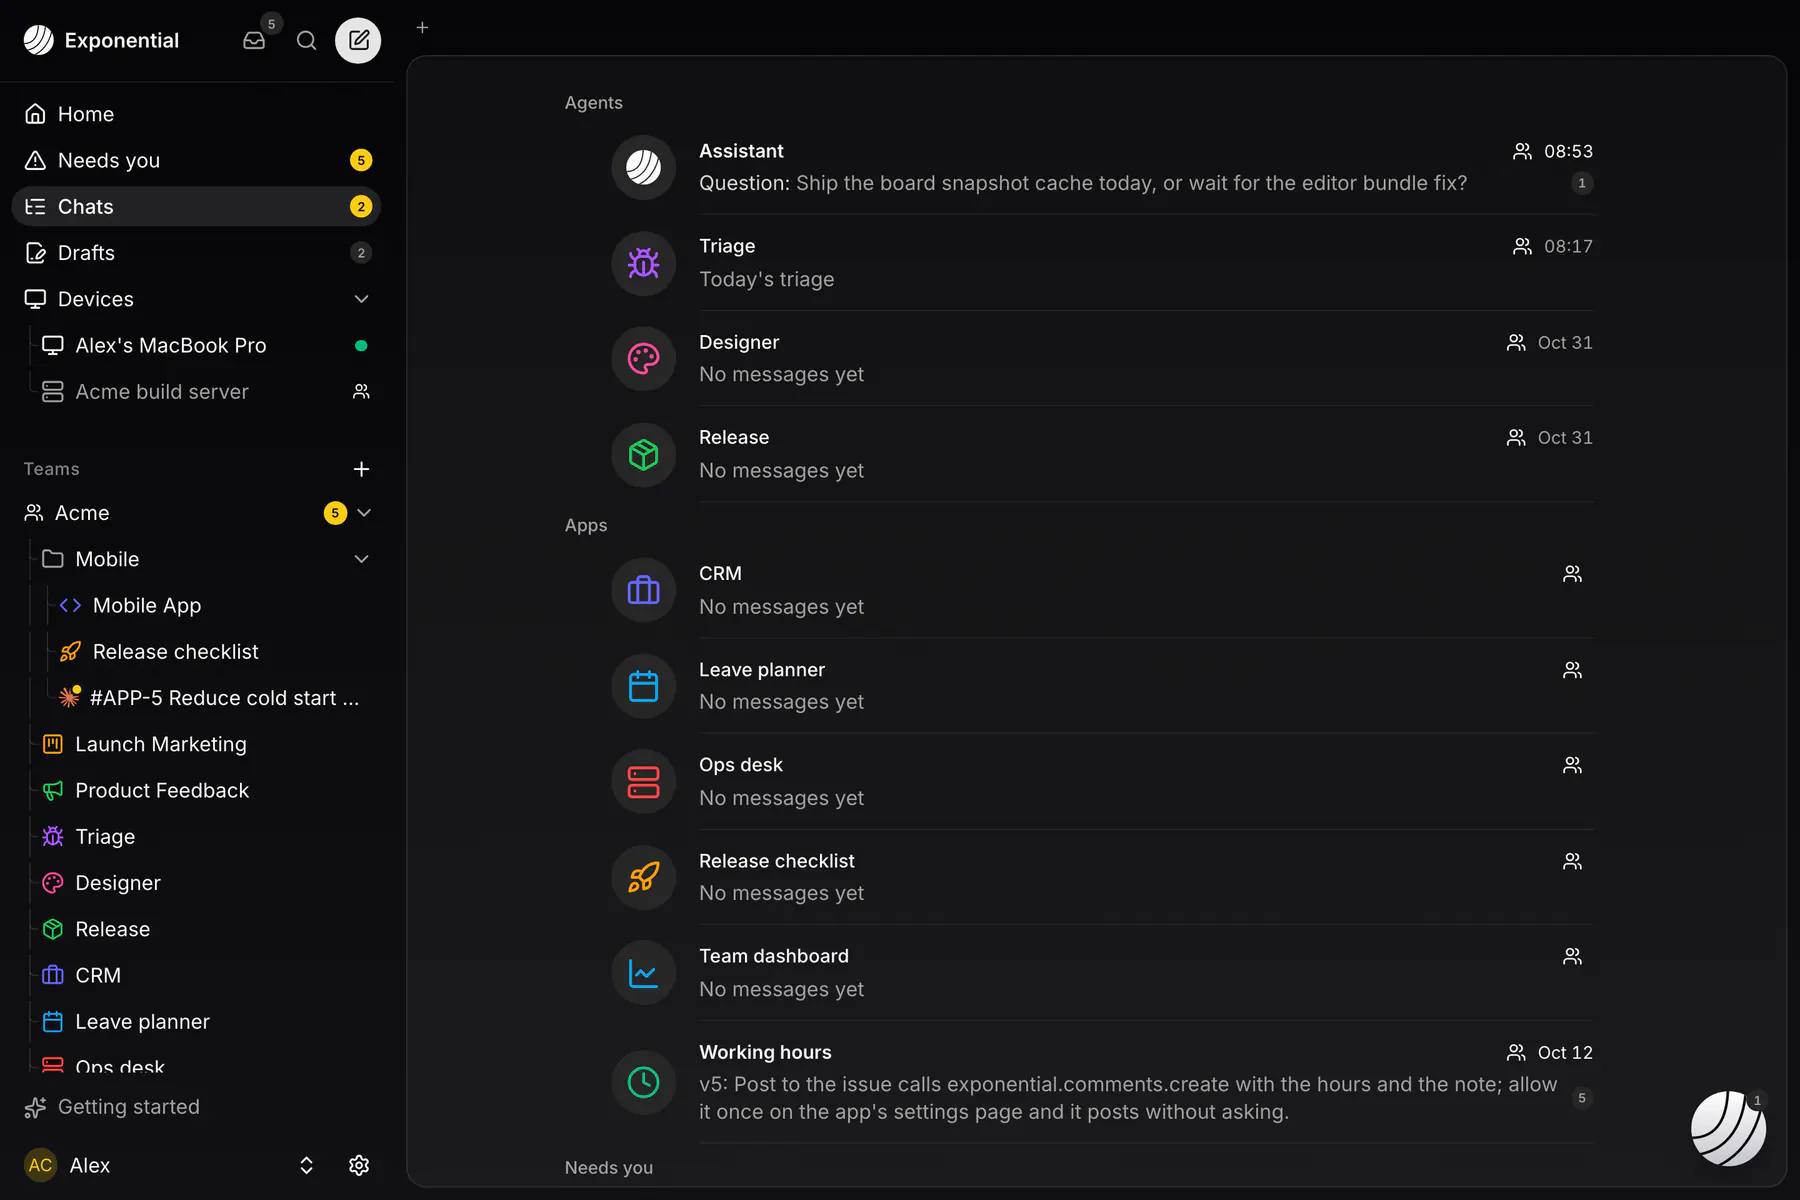 Exponential
5
Home
Needs you
5
Chats
2
Drafts
2
Devices
Alex's MacBook Pro
Acme build server
Teams
Acme
5
Mobile
Mobile App
Release checklist
#APP-5 Reduce cold start ...
Launch Marketing
Product Feedback
Triage
Designer
Release
CRM
Leave planner
Ops desk
Getting started
AC
Alex
Agents
Assistant
08:53
Question: Ship the board snapshot cache today, or wait for the editor bundle fix?
1
Triage
08:17
Today's triage
Designer
Oct 31
No messages yet
Release
Oct 31
No messages yet
Apps
CRM
No messages yet
Leave planner
No messages yet
Ops desk
No messages yet
Release checklist
No messages yet
Team dashboard
No messages yet
Working hours
Oct 12
v5: Post to the issue calls exponential.comments.create with the hours and the note; allow
it once on the app's settings page and it posts without asking.
5
1
Needs you